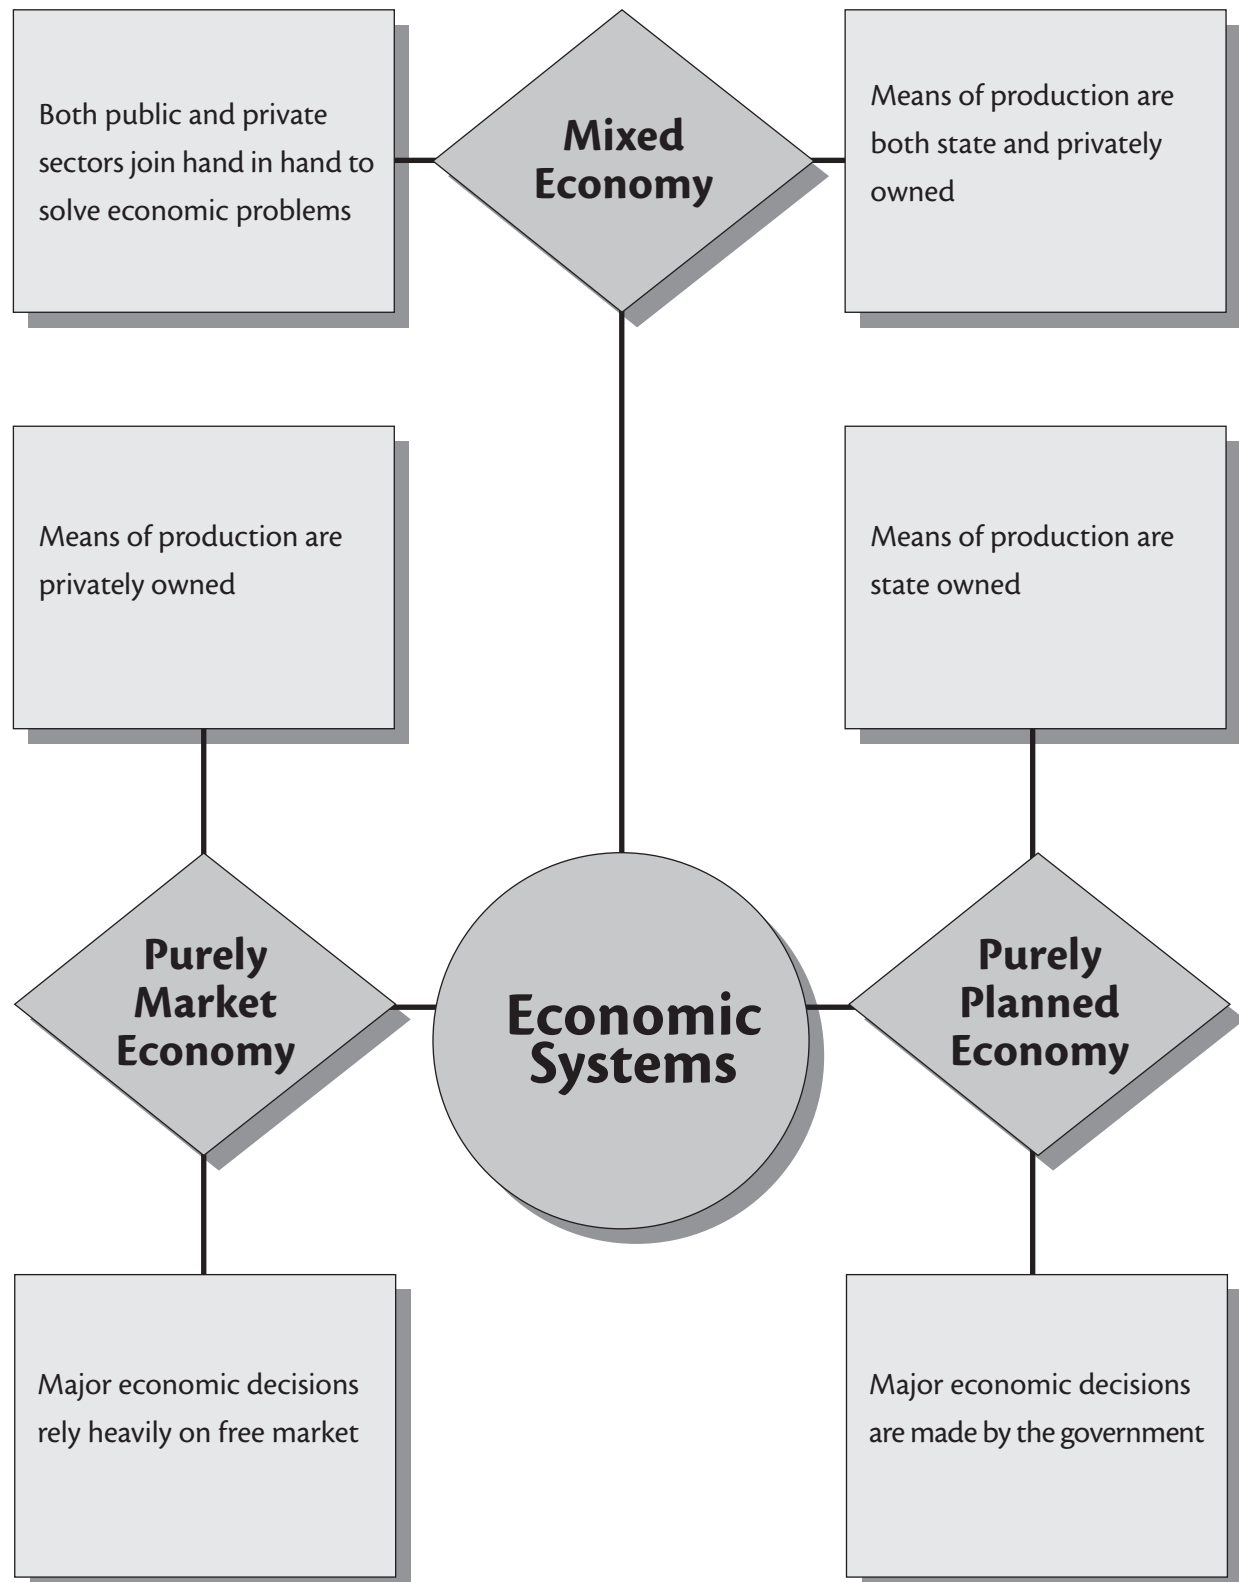 Both public and private
sectors join hand in hand to
solve economic problems
Mixed
Economy
Means of production are
both state and privately
owned
Means of production are
privately owned
Means of production are
state owned
Purely
Market
Economy
Economic
Systems
Purely
Planned
Economy
Major economic decisions
rely heavily on free market
Major economic decisions
are made by the government